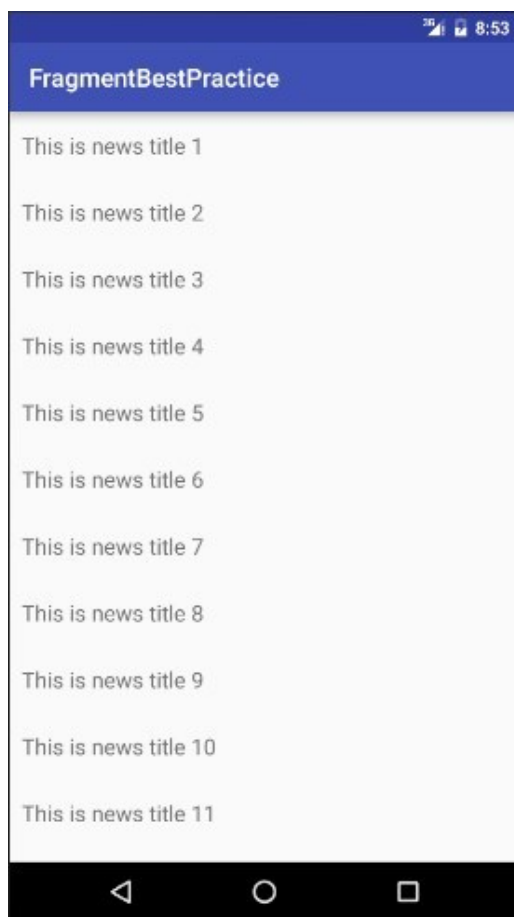 3G 8:53
FragmentBestPractice
This is news title 1
This is news title 2
This is news title 3
This is news title 4
This is news title 5
This is news title 6
This is news title 7
This is news title 8
This is news title 9
This is news title 10
This is news title 11